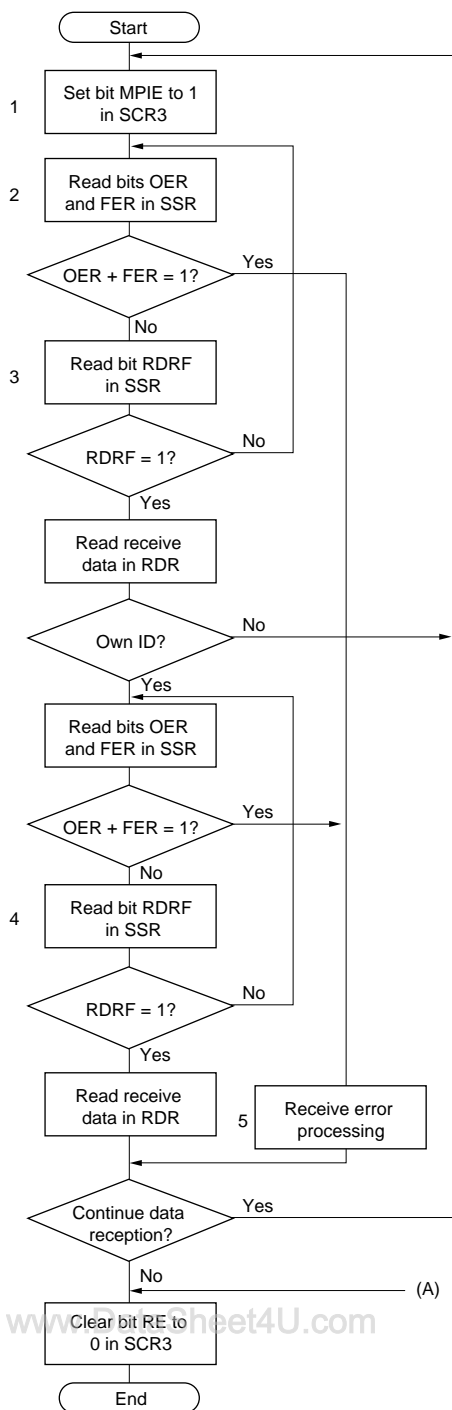 Start
1
Set bit MPIE to 1
in SCR3
2
Read bits OER
and FER in SSR
OER + FER = 1?
Yes
No
3
Read bit RDRF
in SSR
RDRF = 1?
No
Yes
Read receive
data in RDR
Own ID?
No
Yes
Read bits OER
and FER in SSR
OER + FER = 1?
Yes
No
4
Read bit RDRF
in SSR
RDRF = 1?
No
Yes
Read receive
data in RDR
5
Receive error
processing
Continue data
reception?
Yes
No
(A)
www.DataSheet4U.com
Clear bit RE to
0 in SCR3
End